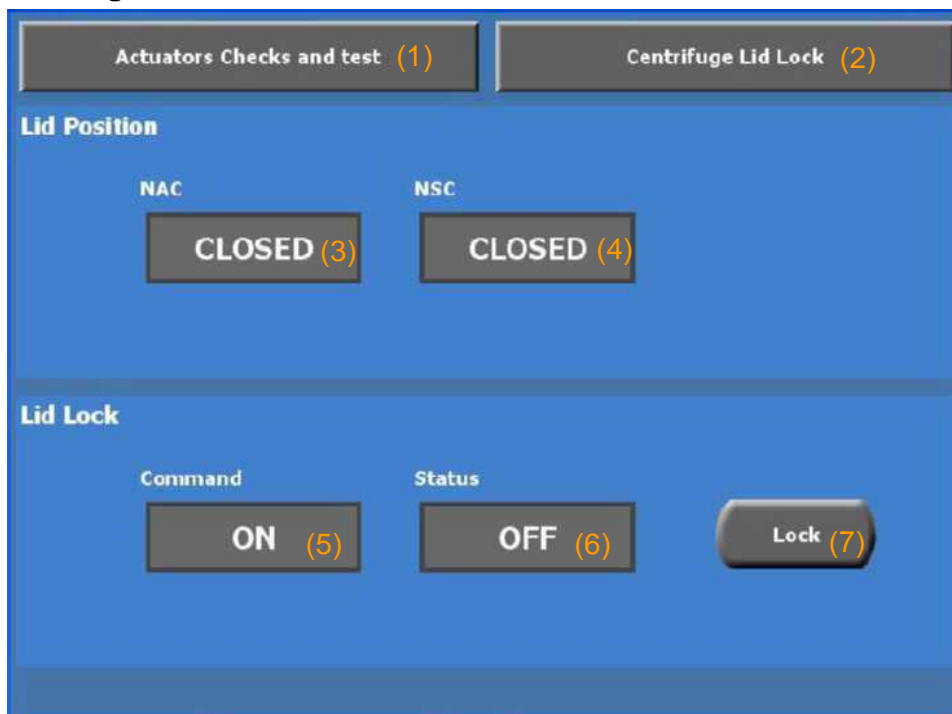 Actuators Checks and test (1) Centrifuge Lid Lock (2)
Lid Position
NAC NSC
CLOSED (3) CLOSED (4)
Lid Lock
Command Status
ON (5) OFF (6) Lock (7)